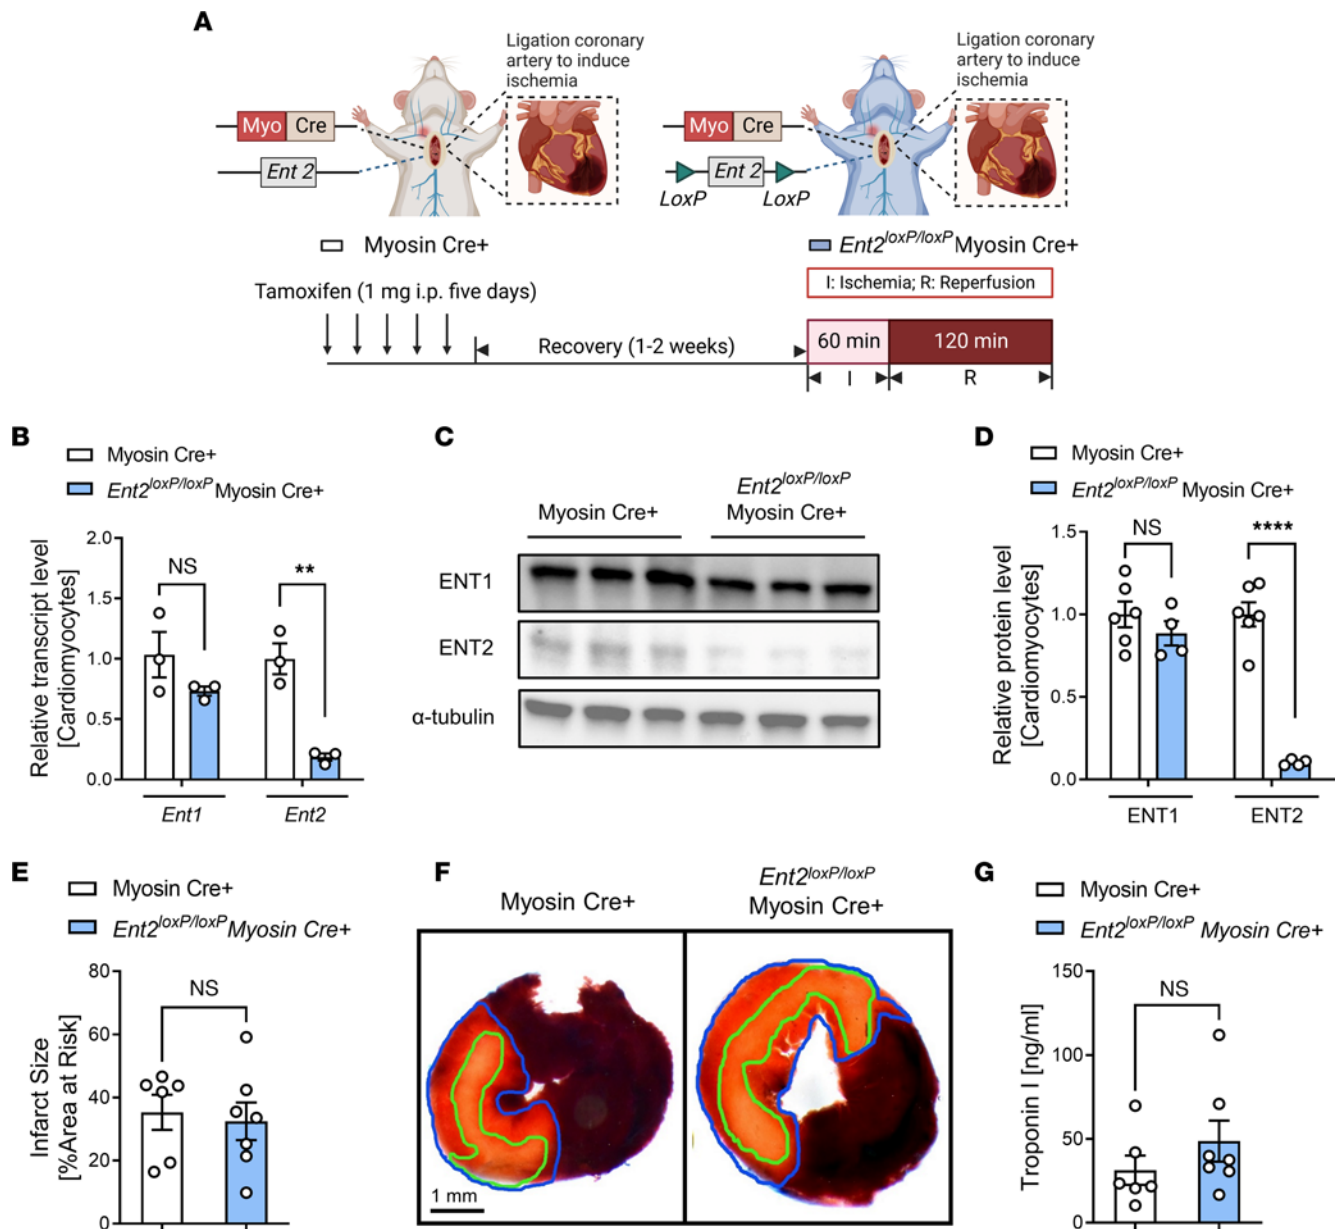 A
Ligation coronary
artery to induce
ischemia
Myo Cre
Ent 2
Myosin Cre+
Ligation coronary
artery to induce
ischemia
Myo Cre
Ent 2
LoxP LoxP
Ent2loxP/loxP Myosin Cre+
I: Ischemia; R: Reperfusion
Tamoxifen (1 mg i.p. five days)
Recovery (1-2 weeks)
60 min 120 min
I R
B
Myosin Cre+
Ent2loxP/loxP Myosin Cre+
Relative transcript level
[Cardiomyocytes]
2.0
1.5
1.0
0.5
0.0
NS
**
Ent1 Ent2
C
Myosin Cre+
Ent2loxP/loxP
Myosin Cre+
ENT1
ENT2
α-tubulin
D
Myosin Cre+
Ent2loxP/loxP Myosin Cre+
Relative protein level
[Cardiomyocytes]
1.5
1.0
0.5
0.0
NS
****
ENT1 ENT2
E
Myosin Cre+
Ent2loxP/loxP Myosin Cre+
Infarct Size
[%Area at Risk]
80
60
40
20
0
NS
F
Myosin Cre+
Ent2loxP/loxP
Myosin Cre+
1 mm
G
Myosin Cre+
Ent2loxP/loxP Myosin Cre+
Troponin I [ng/ml]
150
100
50
0
NS